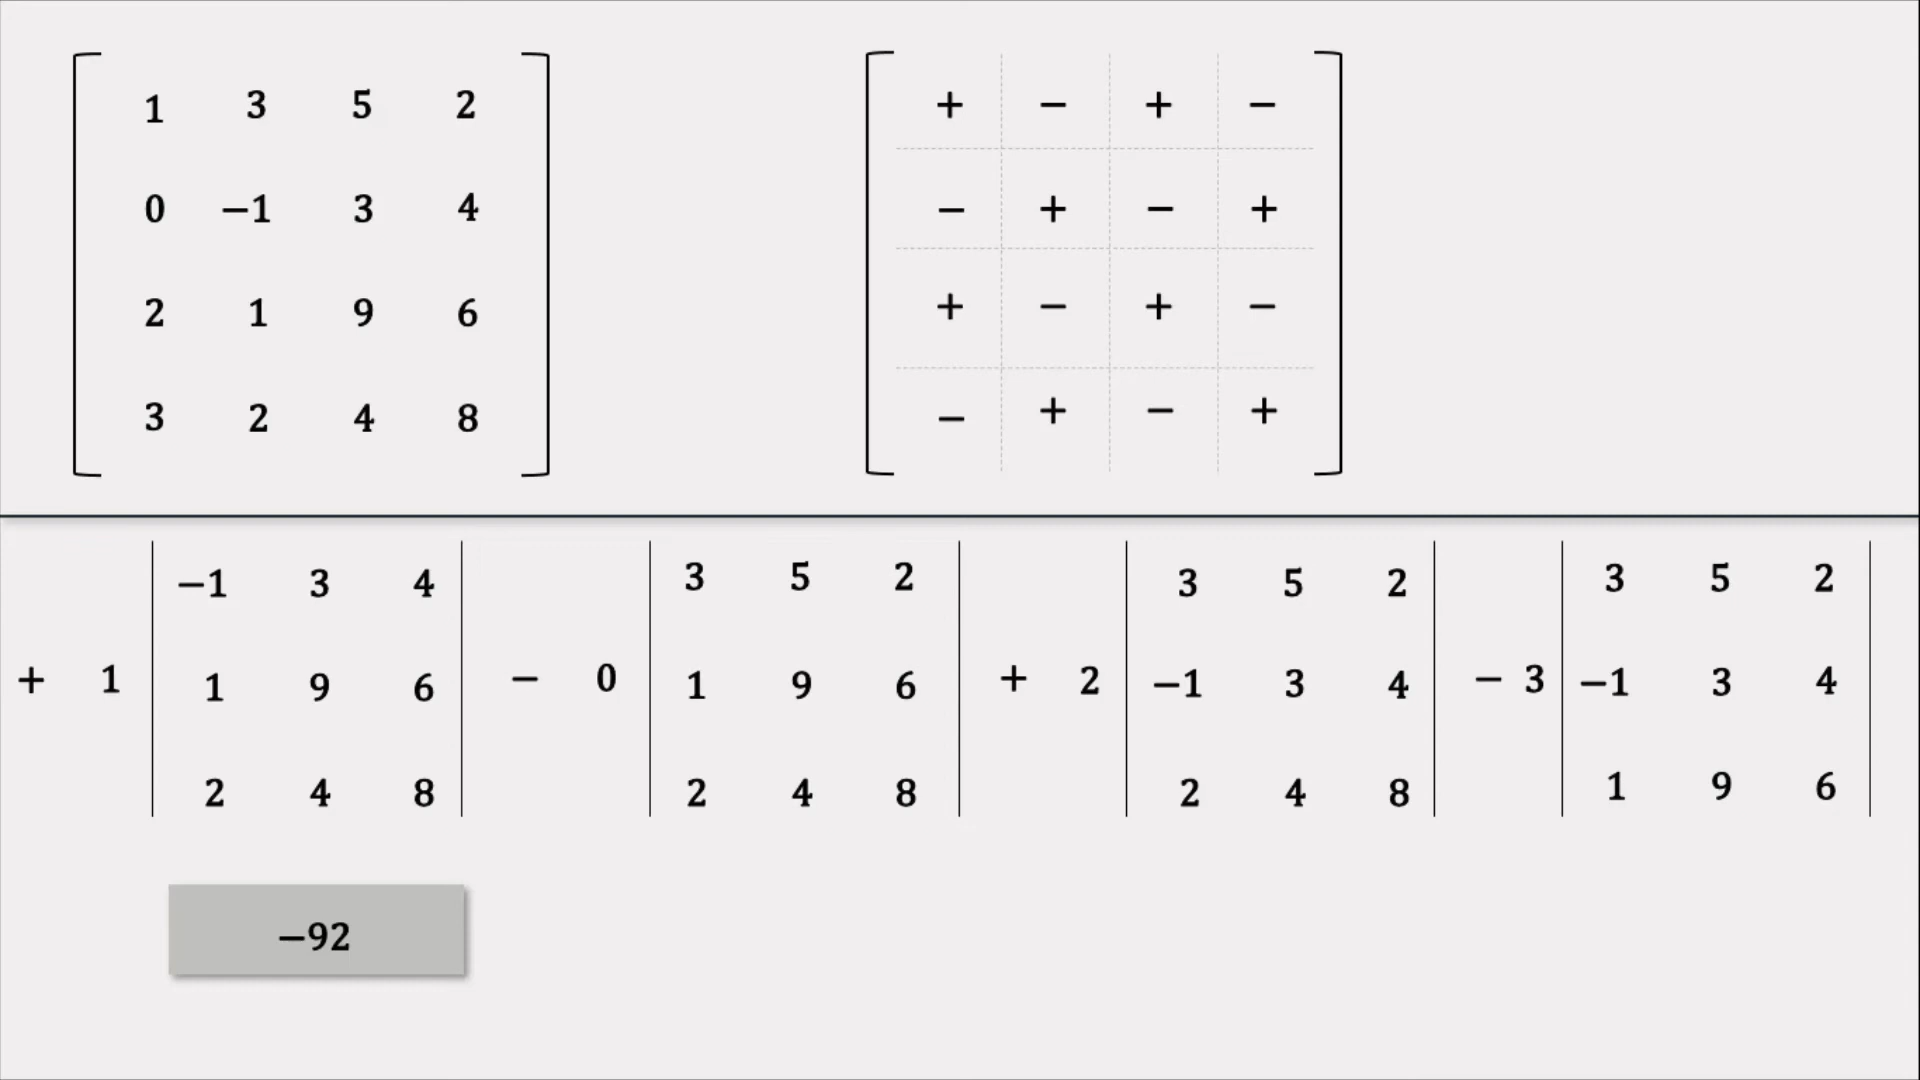 1 3 5 2
0 −1 3 4
2 1 9 6
3 2 4 8
+ − + −
− + − +
+ − + −
− + − +
−1 3 4 3 5 2 3 5 2 3 5 2
+ 1 1 9 6 − 0 1 9 6 + 2 −1 3 4 − 3 −1 3 4
2 4 8 2 4 8 2 4 8 1 9 6
−92